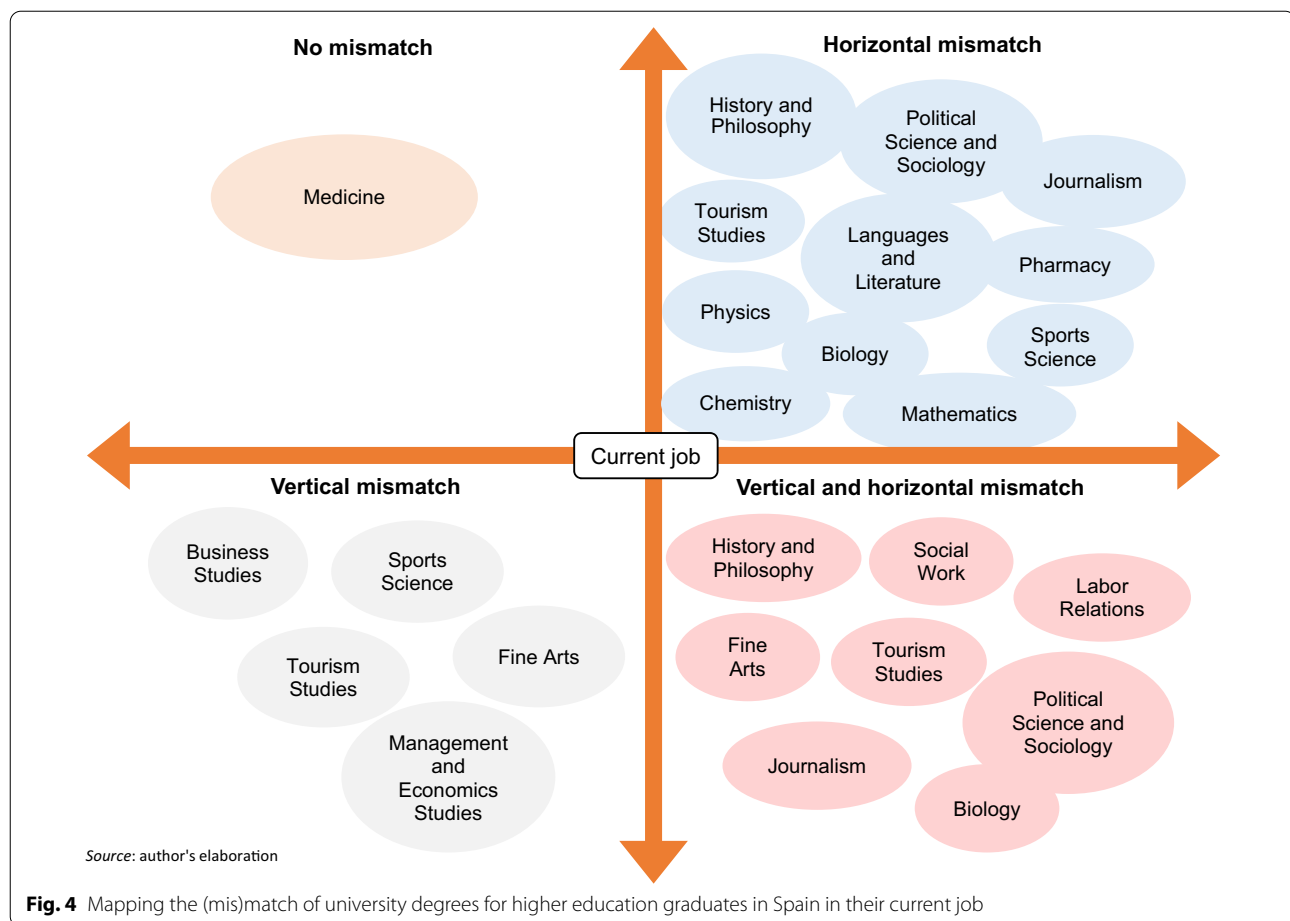 No mismatch
Horizontal mismatch
Medicine
History and
Philosophy
Political
Science and
Sociology
Journalism
Tourism
Studies
Languages
and
Literature
Pharmacy
Physics
Biology
Sports
Science
Chemistry
Mathematics
Current job
Vertical mismatch
Vertical and horizontal mismatch
Business
Studies
Sports
Science
Tourism
Studies
Fine Arts
Management
and
Economics
Studies
History and
Philosophy
Social
Work
Labor
Relations
Fine
Arts
Tourism
Studies
Political
Science and
Sociology
Journalism
Biology
Source: author's elaboration
Fig. 4 Mapping the (mis)match of university degrees for higher education graduates in Spain in their current job